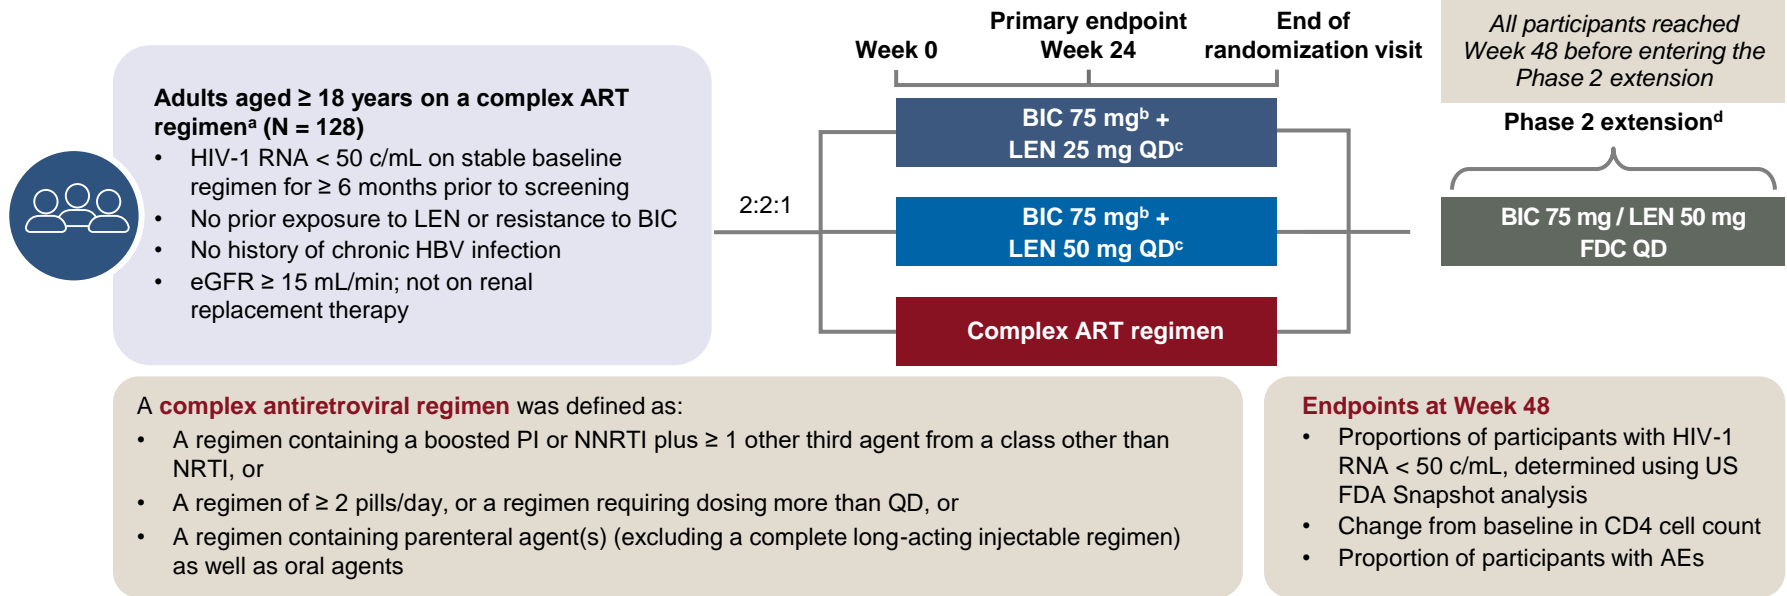 Adults aged ≥ 18 years on a complex ART
regimenᵃ (N = 128)
• HIV-1 RNA < 50 c/mL on stable baseline
regimen for ≥ 6 months prior to screening
• No prior exposure to LEN or resistance to BIC
• No history of chronic HBV infection
• eGFR ≥ 15 mL/min; not on renal
replacement therapy
2:2:1
Week 0
Primary endpoint
Week 24
End of
randomization visit
BIC 75 mgᵇ +
LEN 25 mg QDᶜ
BIC 75 mgᵇ +
LEN 50 mg QDᶜ
Complex ART regimen
All participants reached
Week 48 before entering the
Phase 2 extension
Phase 2 extensionᵈ
BIC 75 mg / LEN 50 mg
FDC QD
A complex antiretroviral regimen was defined as:
• A regimen containing a boosted PI or NNRTI plus ≥ 1 other third agent from a class other than
NRTI, or
• A regimen of ≥ 2 pills/day, or a regimen requiring dosing more than QD, or
• A regimen containing parenteral agent(s) (excluding a complete long-acting injectable regimen)
as well as oral agents
Endpoints at Week 48
• Proportions of participants with HIV-1
RNA < 50 c/mL, determined using US
FDA Snapshot analysis
• Change from baseline in CD4 cell count
• Proportion of participants with AEs